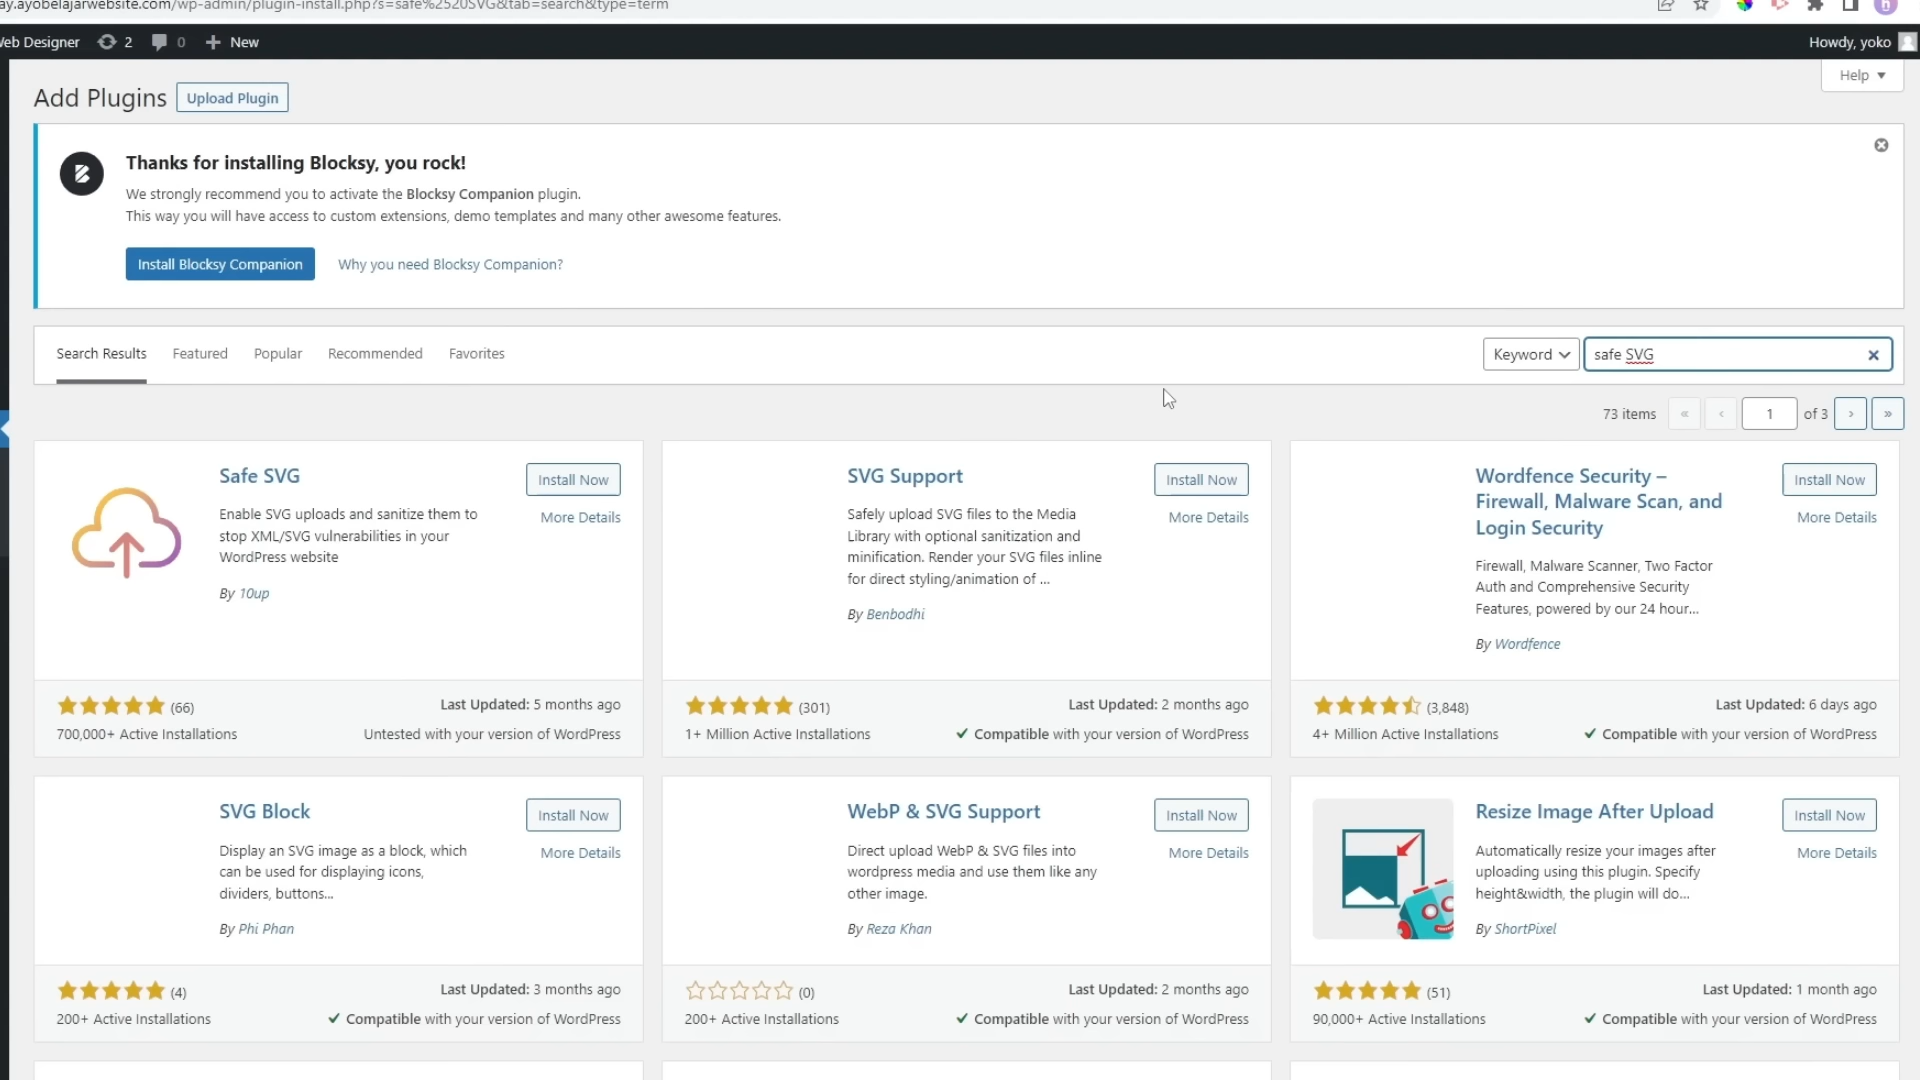 ay.ayobelajarwebsite.com/wp-admin/plugin-install.php?s=safe%2520SVG&tab=search&type=term
Web Designer 2 0 New
Howdy, yoko
Help
Add Plugins Upload Plugin
Thanks for installing Blocksy, you rock!
We strongly recommend you to activate the Blocksy Companion plugin.
This way you will have access to custom extensions, demo templates and many other awesome features.
Install Blocksy Companion Why you need Blocksy Companion?
Search Results Featured Popular Recommended Favorites Keyword safe SVG
73 items « ‹ 1 of 3 › »
Safe SVG
Install Now
More Details
Enable SVG uploads and sanitize them to
stop XML/SVG vulnerabilities in your
WordPress website
By 10up
(66)
Last Updated: 5 months ago
700,000+ Active Installations
Untested with your version of WordPress
SVG Support
Install Now
More Details
Safely upload SVG files to the Media
Library with optional sanitization and
minification. Render your SVG files inline
for direct styling/animation of ...
By Benbodhi
(301)
Last Updated: 2 months ago
1+ Million Active Installations
✔ Compatible with your version of WordPress
Wordfence Security –
Firewall, Malware Scan, and
Login Security
Install Now
More Details
Firewall, Malware Scanner, Two Factor
Auth and Comprehensive Security
Features, powered by our 24 hour...
By Wordfence
(3,848)
Last Updated: 6 days ago
4+ Million Active Installations
✔ Compatible with your version of WordPress
SVG Block
Install Now
More Details
Display an SVG image as a block, which
can be used for displaying icons,
dividers, buttons...
By Phi Phan
(4)
Last Updated: 3 months ago
200+ Active Installations
✔ Compatible with your version of WordPress
WebP & SVG Support
Install Now
More Details
Direct upload WebP & SVG files into
wordpress media and use them like any
other image.
By Reza Khan
(0)
Last Updated: 2 months ago
200+ Active Installations
✔ Compatible with your version of WordPress
Resize Image After Upload
Install Now
More Details
Automatically resize your images after
uploading using this plugin. Specify
height&width, the plugin will do...
By ShortPixel
(51)
Last Updated: 1 month ago
90,000+ Active Installations
✔ Compatible with your version of WordPress